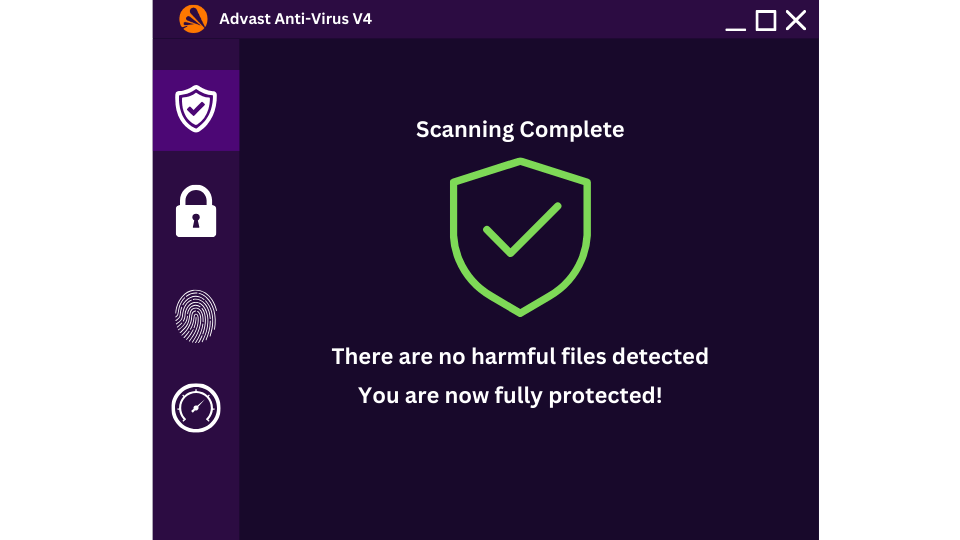 Advast Anti-Virus V4
Scanning Complete
There are no harmful files detected
You are now fully protected!